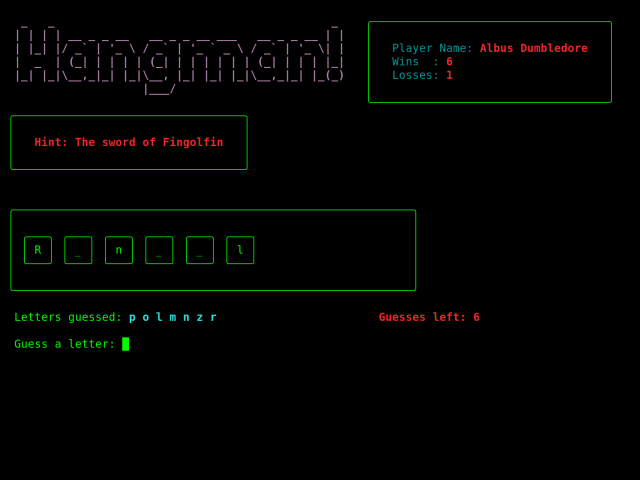 Hangman!
Player Name: Albus Dumbledore
Wins : 6
Losses: 1
Hint: The sword of Fingolfin
R _ n _ _ l
Letters guessed: p o l m n z r
Guesses left: 6
Guess a letter: